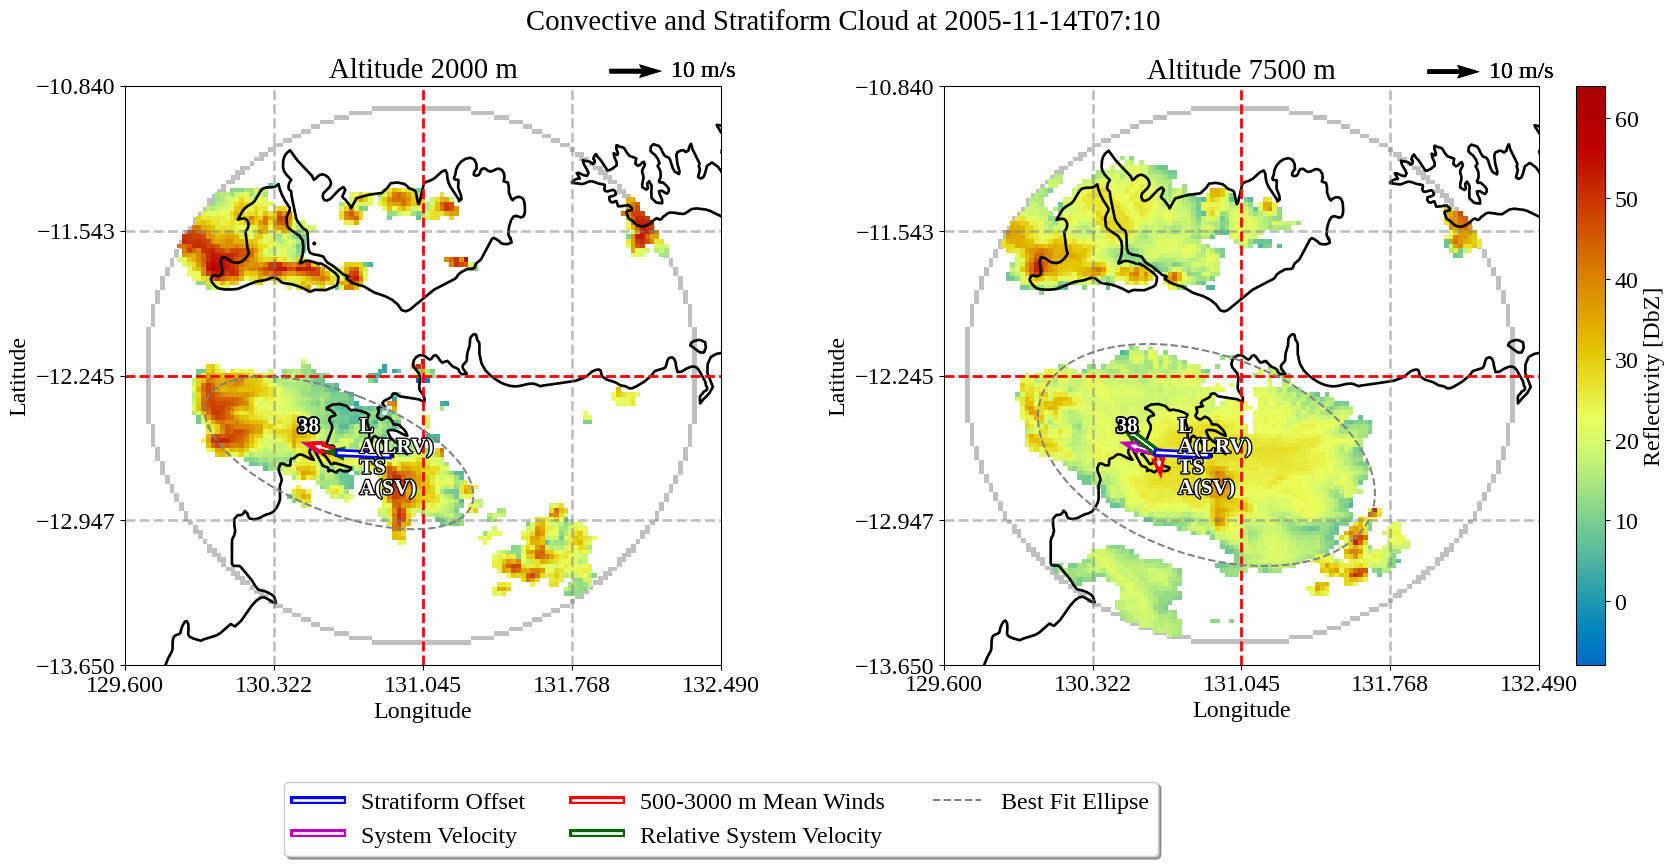 Convective and Stratiform Cloud at 2005-11-14T07:10
Altitude 2000 m
10 m/s
−10.840
−11.543
−12.245
−12.947
−13.650
Latitude
129.600
130.322
131.045
131.768
132.490
Longitude
38
L
A(LRV)
TS
A(SV)
Altitude 7500 m
10 m/s
−10.840
−11.543
−12.245
−12.947
−13.650
Latitude
129.600
130.322
131.045
131.768
132.490
Longitude
38
L
A(LRV)
TS
A(SV)
60
50
40
30
20
10
0
Reflectivity [DbZ]
Stratiform Offset
System Velocity
500-3000 m Mean Winds
Relative System Velocity
Best Fit Ellipse